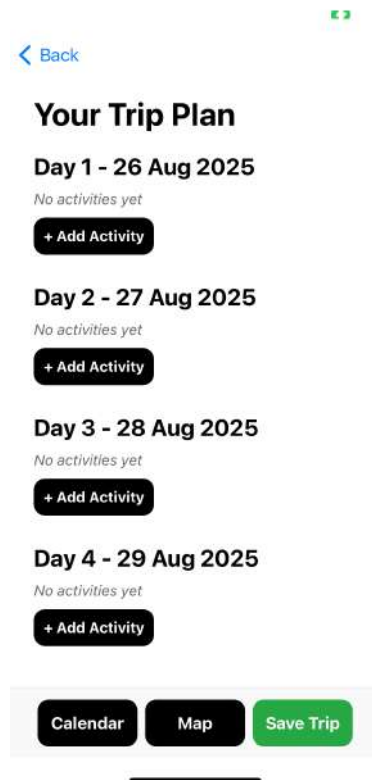 Back
Your Trip Plan
Day 1 - 26 Aug 2025
No activities yet
+ Add Activity
Day 2 - 27 Aug 2025
No activities yet
+ Add Activity
Day 3 - 28 Aug 2025
No activities yet
+ Add Activity
Day 4 - 29 Aug 2025
No activities yet
+ Add Activity
Calendar Map Save Trip